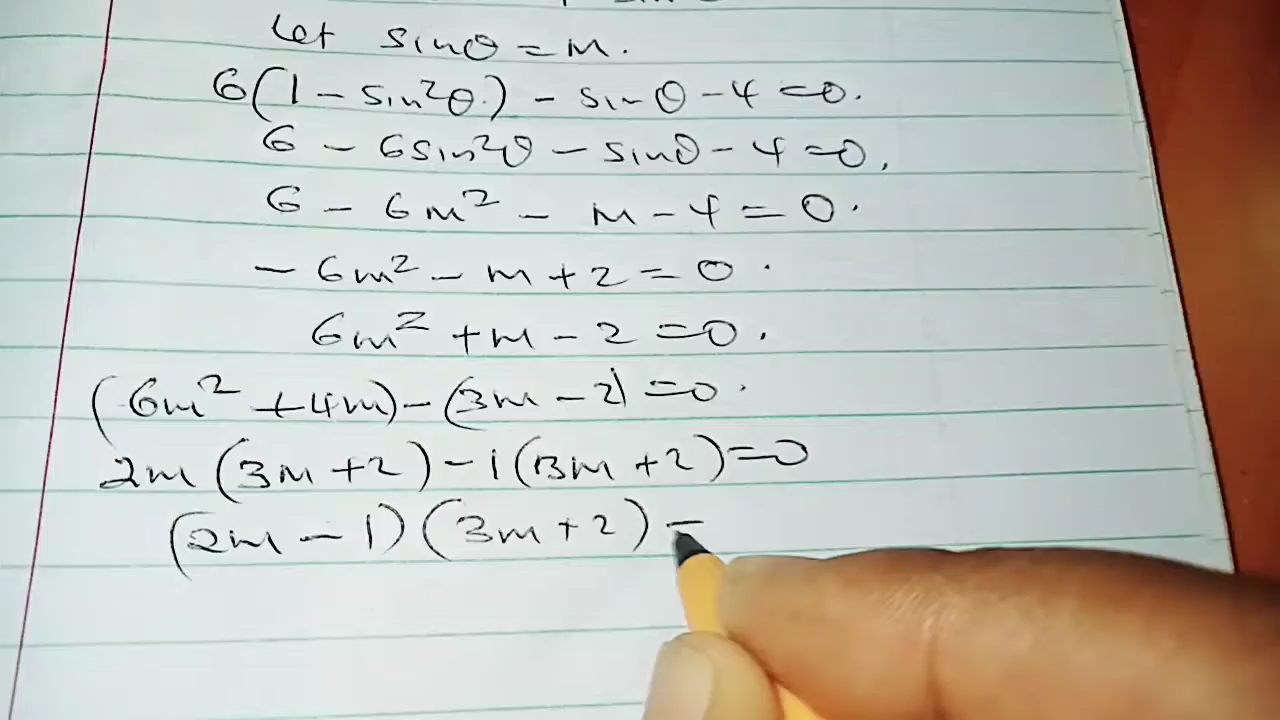 Let sinθ = m.
6(1 - sin²θ) - sinθ - 4 = 0.
6 - 6sin²θ - sinθ - 4 = 0,
6 - 6m² - m - 4 = 0.
- 6m² - m + 2 = 0.
6m² + m - 2 = 0.
(6m² + 4m) - (3m - 2) = 0.
2m(3m + 2) - 1(3m + 2) = 0
(2m - 1)(3m + 2) =